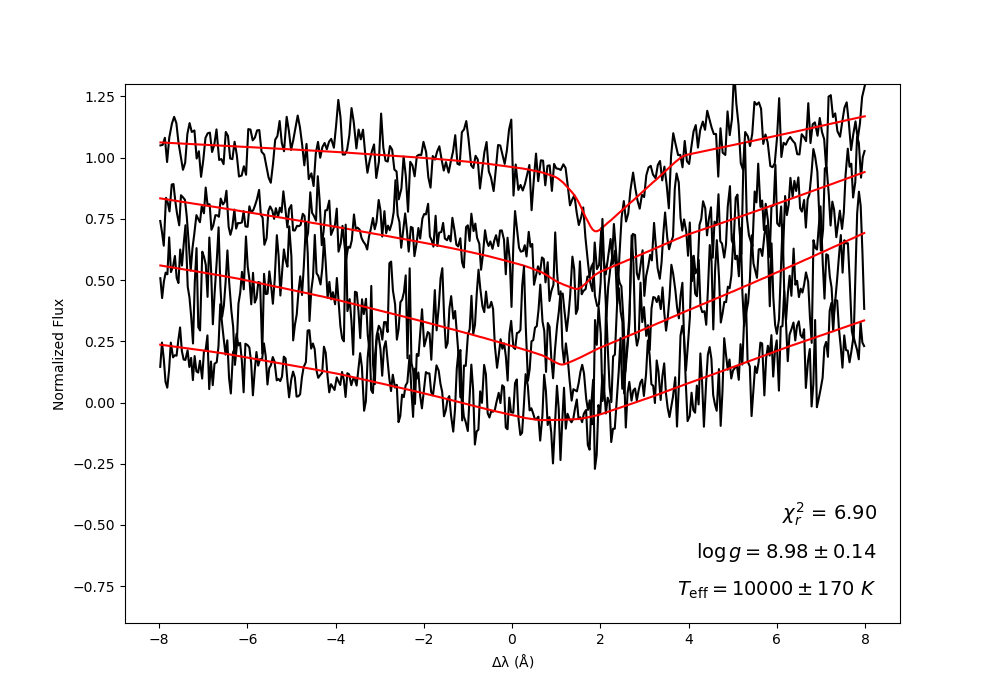 1.25
1.00
0.75
0.50
0.25
0.00
−0.25
−0.50
−0.75
Normalized Flux
χ²ᵣ = 6.90
log g = 8.98 ± 0.14
T_eff = 10000 ± 170 K
−8 −6 −4 −2 0 2 4 6 8
Δλ (Å)